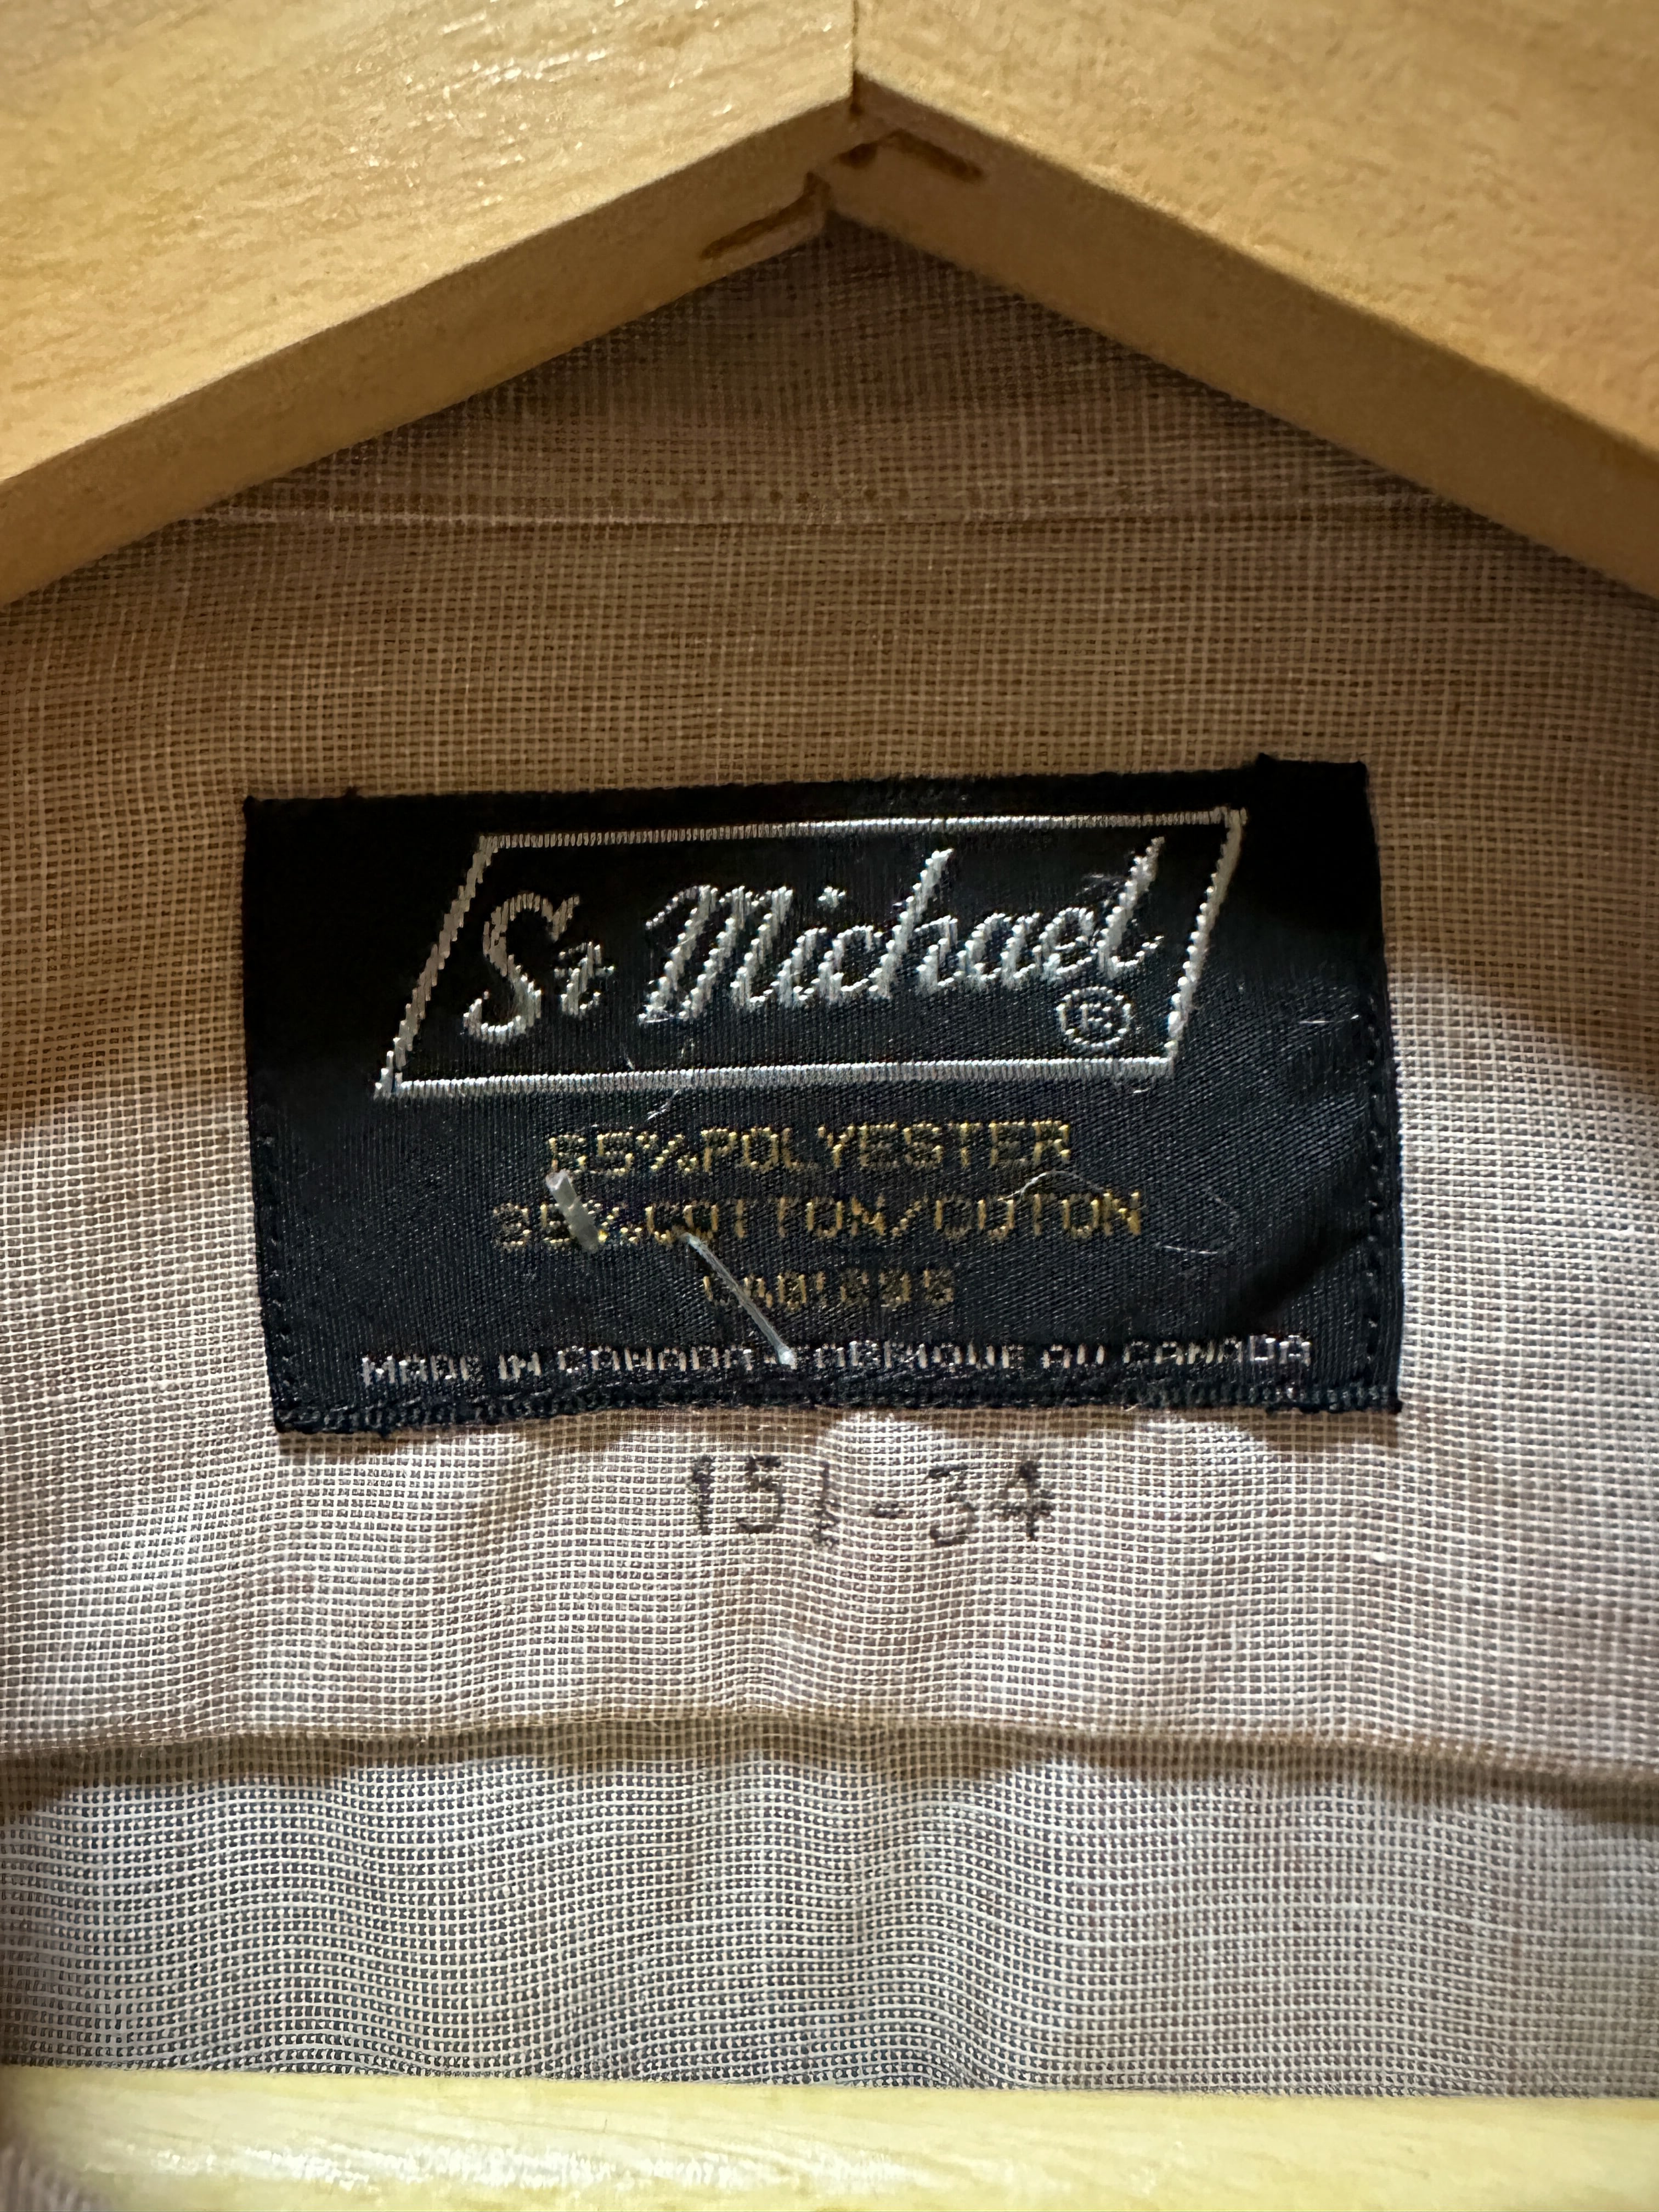 St Michael ®
65%POLYESTER
35%COTTON/COTON
MADE IN CANADA-FABRIQUE AU CANADA
15½-34